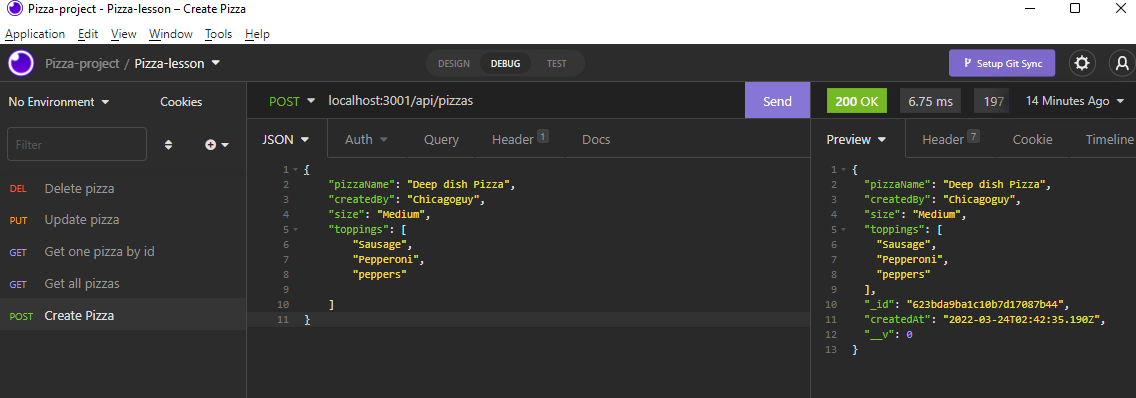 Pizza-project - Pizza-lesson – Create Pizza
Application Edit View Window Tools Help
Pizza-project / Pizza-lesson
DESIGN DEBUG TEST
Setup Git Sync
No Environment
Cookies
Filter
DEL Delete pizza
PUT Update pizza
GET Get one pizza by id
GET Get all pizzas
POST Create Pizza
POST localhost:3001/api/pizzas
Send
JSON Auth Query Header 1 Docs
1 {
2 "pizzaName": "Deep dish Pizza",
3 "createdBy": "Chicagoguy",
4 "size": "Medium",
5 "toppings": [
6 "Sausage",
7 "Pepperoni",
8 "peppers"
9
10 ]
11 }
200 OK 6.75 ms 197 14 Minutes Ago
Preview Header 7 Cookie Timeline
1 {
2 "pizzaName": "Deep dish Pizza",
3 "createdBy": "Chicagoguy",
4 "size": "Medium",
5 "toppings": [
6 "Sausage",
7 "Pepperoni",
8 "peppers"
9 ],
10 "_id": "623bda9ba1c10b7d17087b44",
11 "createdAt": "2022-03-24T02:42:35.190Z",
12 "__v": 0
13 }